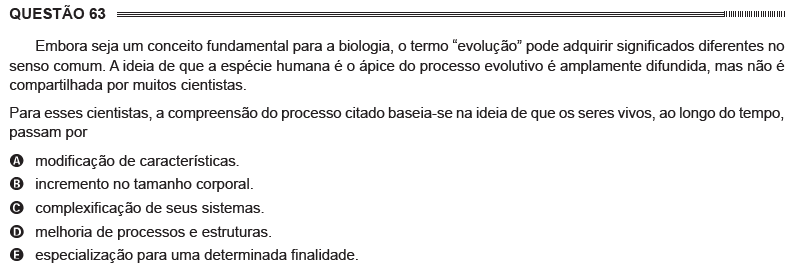 QUESTÃO 63
Embora seja um conceito fundamental para a biologia, o termo “evolução” pode adquirir significados diferentes no
senso comum. A ideia de que a espécie humana é o ápice do processo evolutivo é amplamente difundida, mas não é
compartilhada por muitos cientistas.
Para esses cientistas, a compreensão do processo citado baseia-se na ideia de que os seres vivos, ao longo do tempo,
passam por
A modificação de características.
B incremento no tamanho corporal.
C complexificação de seus sistemas.
D melhoria de processos e estruturas.
E especialização para uma determinada finalidade.